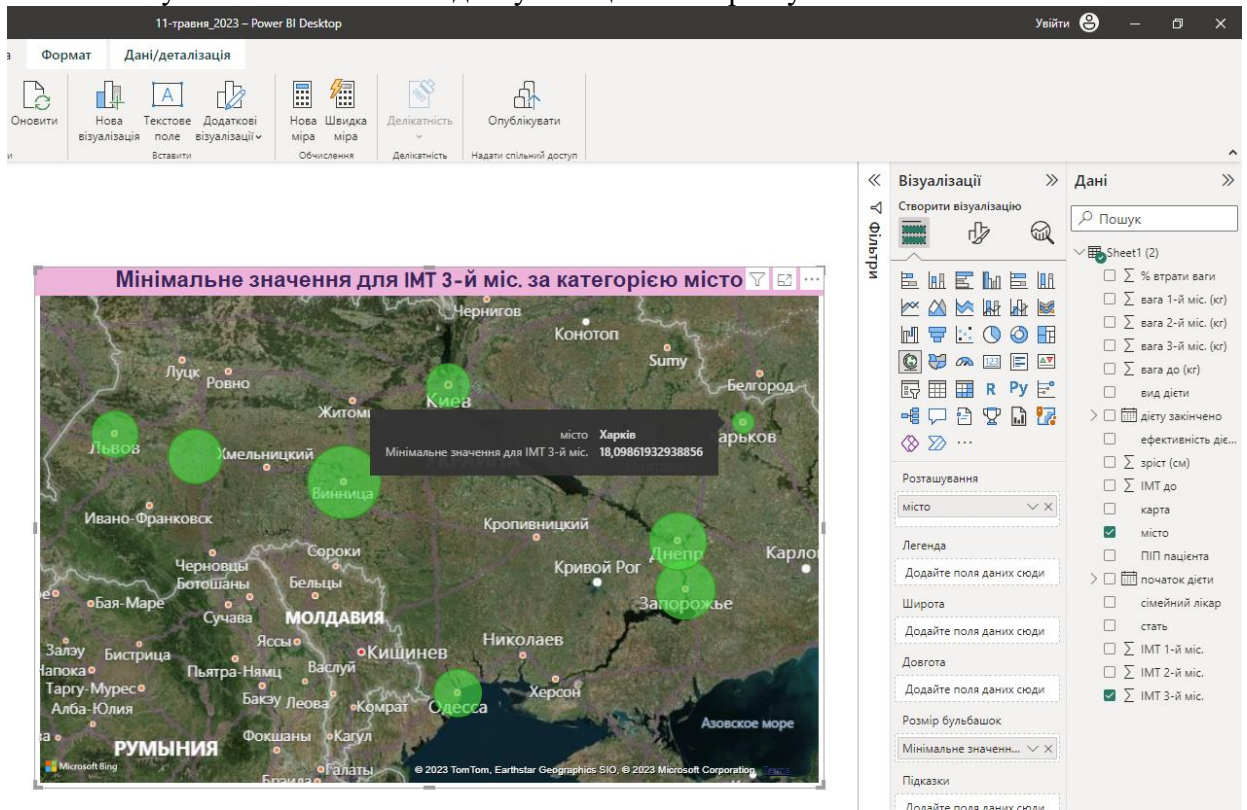 11-травня_2023 – Power BI Desktop
Увійти
Формат
Дані/деталізація
Оновити
Нова візуалізація
Текстове поле
Додаткові візуалізації
Нова міра
Швидка міра
Делікатність
Опублікувати
Вставити
Обчислення
Делікатність
Надати спільний доступ
Фільтри
Візуалізації
Створити візуалізацію
Розташування
місто
Легенда
Додайте поля даних сюди
Широта
Додайте поля даних сюди
Довгота
Додайте поля даних сюди
Розмір бульбашок
Мінімальне значенн...
Підказки
Додайте поля даних сюди
Дані
Пошук
Sheet1 (2)
% втрати ваги
вага 1-й міс. (кг)
вага 2-й міс. (кг)
вага 3-й міс. (кг)
вага до (кг)
вид дієти
дієту закінчено
ефективність діє...
зріст (см)
ІМТ до
карта
місто
ПІП пацієнта
початок дієти
сімейний лікар
стать
ІМТ 1-й міс.
ІМТ 2-й міс.
ІМТ 3-й міс.
Мінімальне значення для ІМТ 3-й міс. за категорією місто
Чернигов
Конотоп
Sumy
Луцк
Ровно
Белгород
Киев
Житом
место
арьков
місто Харків
Мінімальне значення для ІМТ 3-й міс. 18,09861932938856
Львов
Хмельницкий
Винница
Ивано-Франковск
Кропивницкий
Днепр
Карло
Черновцы
Сороки
Кривой Рог
Ботошаны
Бельцы
Запорожье
Бая-Маре
Сучава
МОЛДАВИЯ
Николаев
Яссы
Кишинев
Залэу
Бистрица
Пьятра-Нямц
Васлуй
Напока
Таргу-Мурес
Херсон
Бакэу
Леова
Комрат
Одесса
Алба-Юлия
Азовское море
Фокшаны
Кагул
РУМЫНИЯ
Галаты
Браила
Microsoft Bing
© 2023 TomTom, Earthstar Geographics SIO, © 2023 Microsoft Corporation Terms